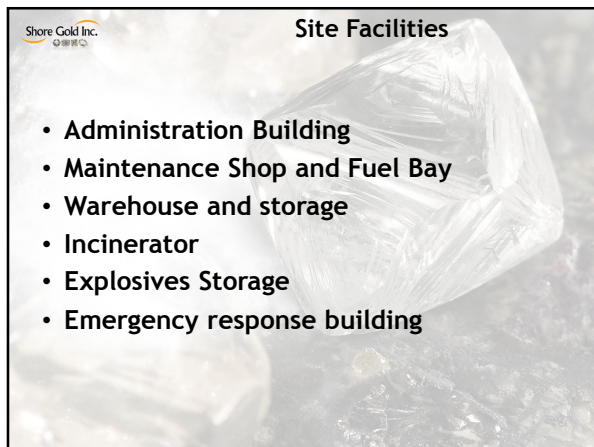 Shore Gold Inc.
Site Facilities
• Administration Building
• Maintenance Shop and Fuel Bay
• Warehouse and storage
• Incinerator
• Explosives Storage
• Emergency response building